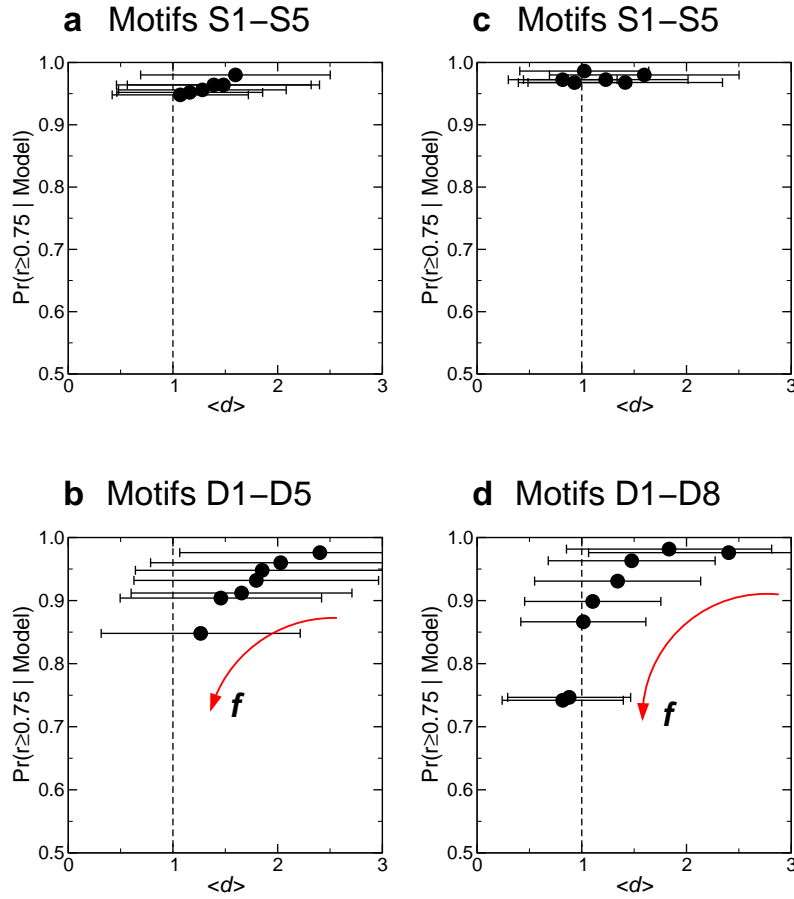 a Motifs S1–S5
1.0
0.9
0.8
0.7
0.6
0.5
Pr(r≥0.75 | Model)
0 1 2 3
<d>
c Motifs S1–S5
1.0
0.9
0.8
0.7
0.6
0.5
Pr(r≥0.75 | Model)
0 1 2 3
<d>
b Motifs D1–D5
1.0
0.9
0.8
0.7
0.6
0.5
Pr(r≥0.75 | Model)
f
0 1 2 3
<d>
d Motifs D1–D8
1.0
0.9
0.8
0.7
0.6
0.5
Pr(r≥0.75 | Model)
f
0 1 2 3
<d>